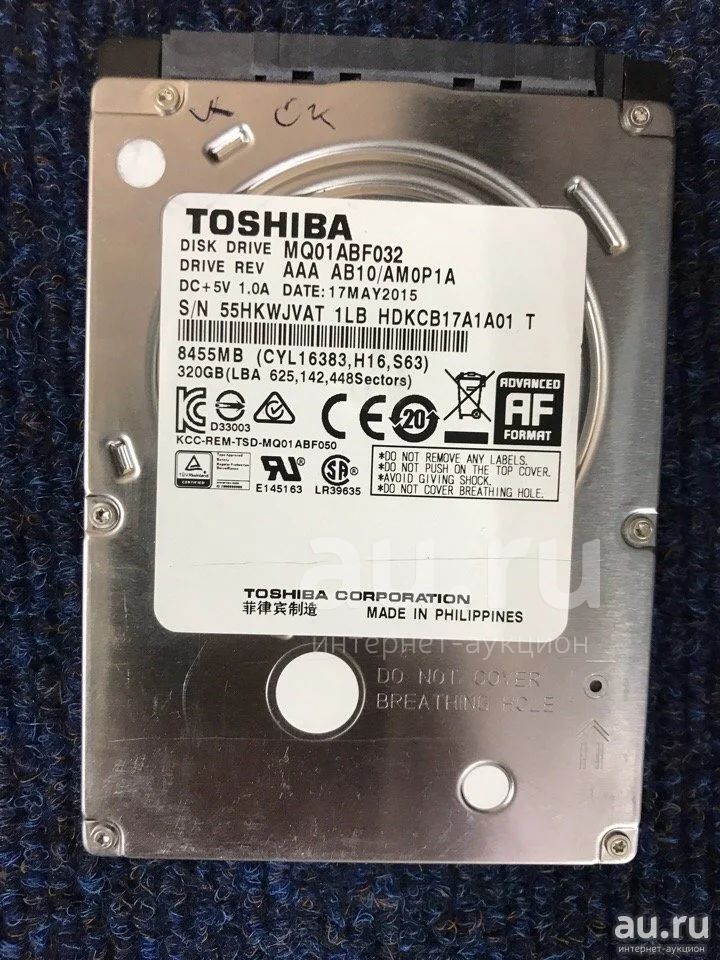 OK
TOSHIBA
DISK DRIVE MQ01ABF032
DRIVE REV AAA AB10/AM0P1A
DC+5V 1.0A DATE:17MAY2015
S/N 55HKWJVAT 1LB HDKCB17A1A01 T
8455MB (CYL16383,H16,S63)
320GB(LBA 625,142,448Sectors)
D33003
KCC-REM-TSD-MQ01ABF050
20
ADVANCED
AF
FORMAT
TÜVRheinland
CERTIFIED
E145163
LR39635
*DO NOT REMOVE ANY LABELS.
*DO NOT PUSH ON THE TOP COVER.
*AVOID GIVING SHOCK.
*DO NOT COVER BREATHING HOLE.
au.ru
TOSHIBA CORPORATION
菲律宾制造 MADE IN PHILIPPINES
интернет-аукцион
DO NOT COVER
BREATHING HOLE
au.ru
интернет-аукцион